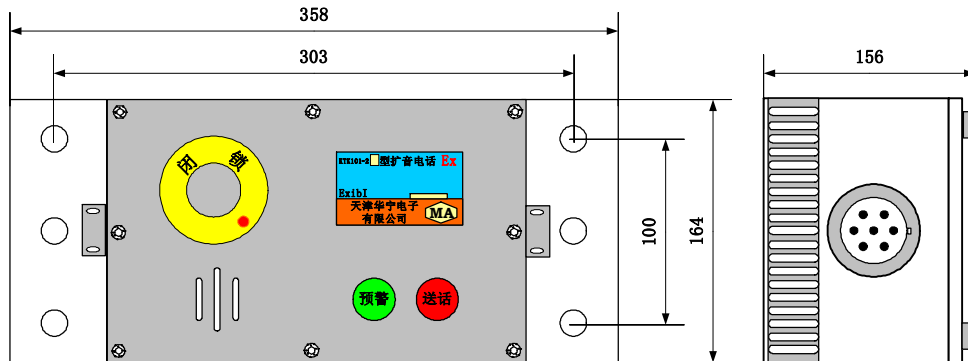 358
303
156
闭 锁
KTK101-2 型扩音电话 Ex
ExibI
天津华宁电子
有限公司
MA
100
164
预警
送话